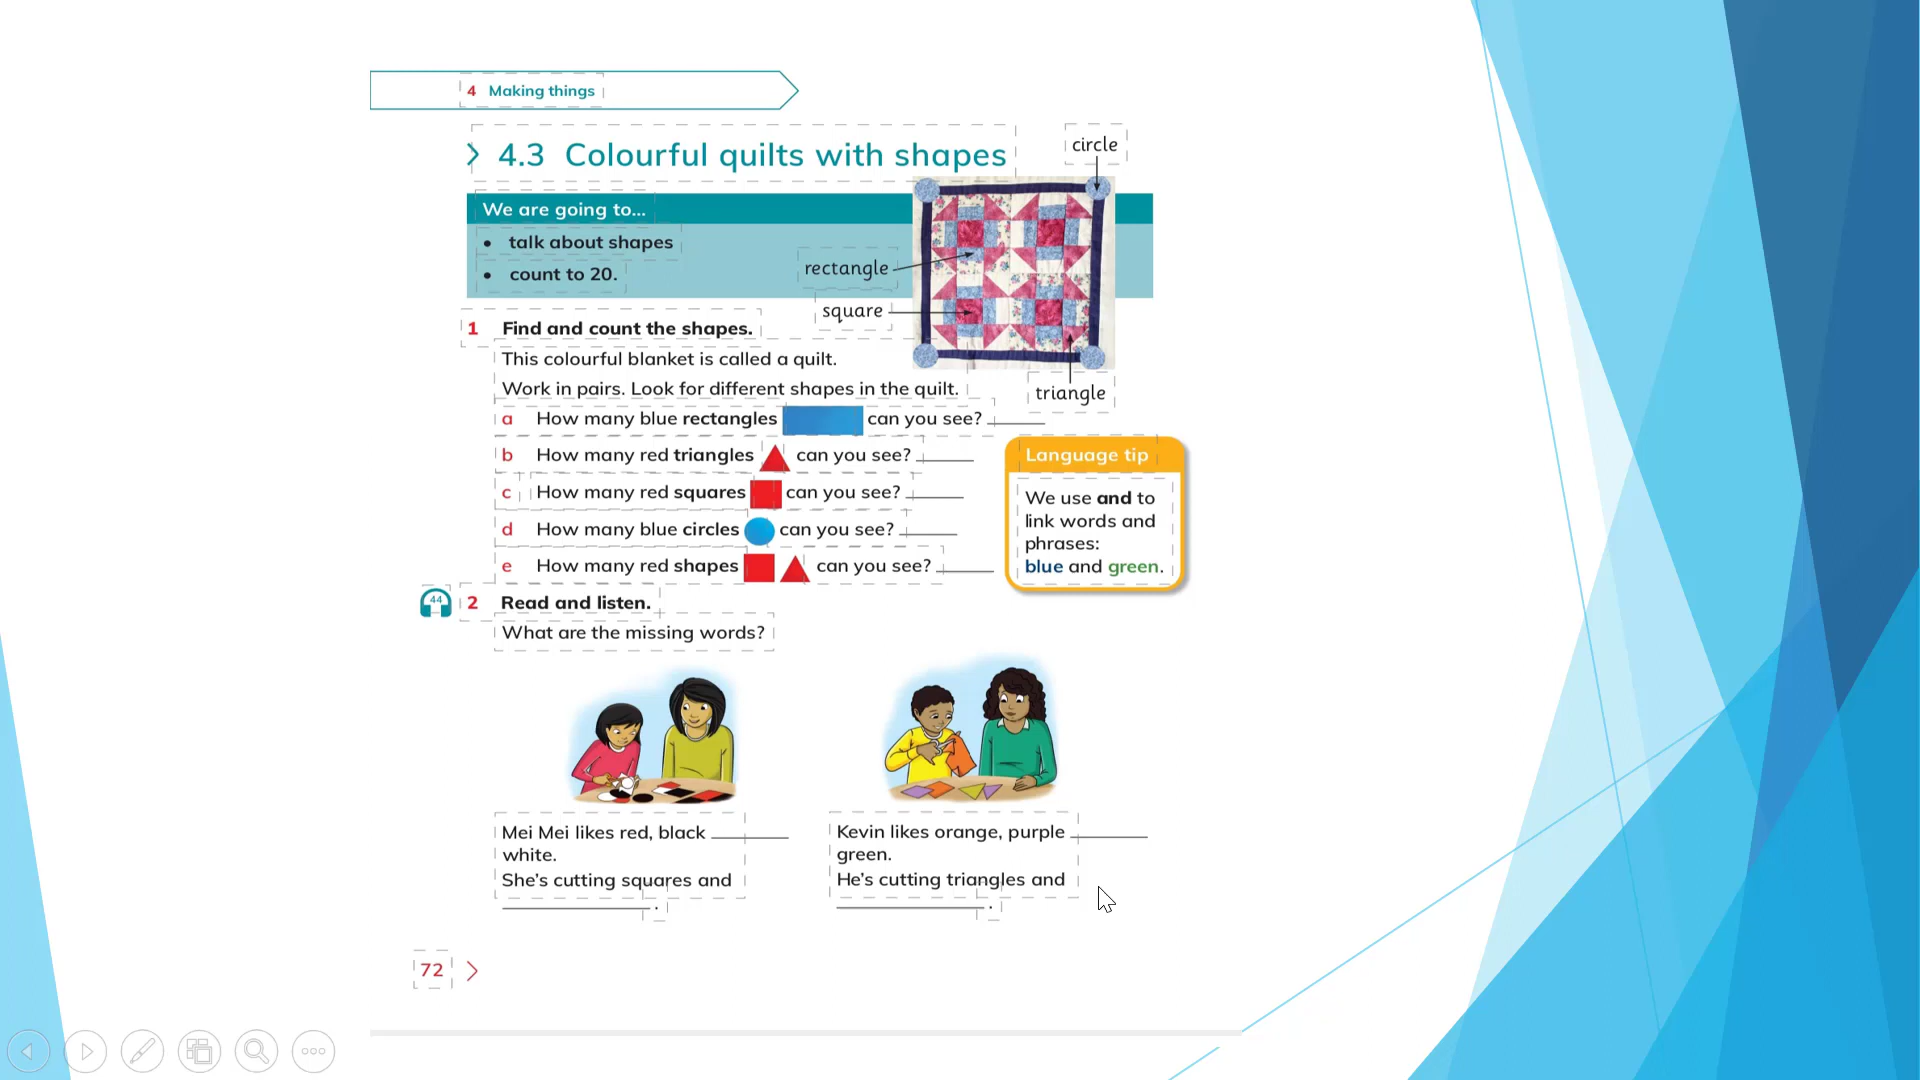 4 Making things
4.3 Colourful quilts with shapes
circle
We are going to...
• talk about shapes
• count to 20.
rectangle
square
triangle
1 Find and count the shapes.
This colourful blanket is called a quilt.
Work in pairs. Look for different shapes in the quilt.
a How many blue rectangles can you see?
b How many red triangles can you see?
c How many red squares can you see?
d How many blue circles can you see?
e How many red shapes can you see?
Language tip
We use and to
link words and
phrases:
blue and green.
44
2 Read and listen.
What are the missing words?
Mei Mei likes red, black ________
white.
She's cutting squares and
________ .
Kevin likes orange, purple ________
green.
He's cutting triangles and
________ .
72